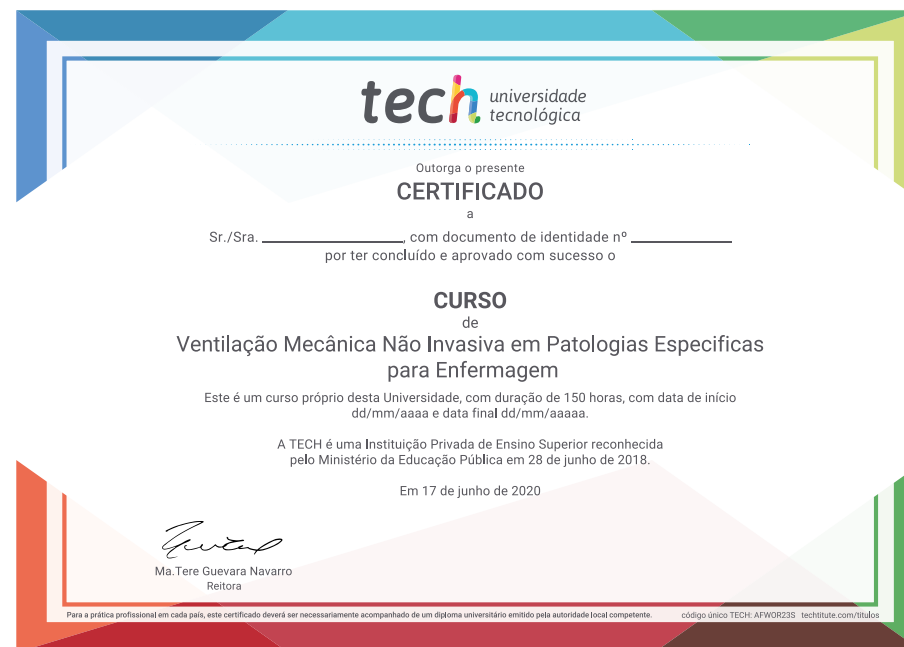 tech universidade
tecnológica
Outorga o presente
CERTIFICADO
a
Sr./Sra. ____________, com documento de identidade nº ____________
por ter concluído e aprovado com sucesso o
CURSO
de
Ventilação Mecânica Não Invasiva em Patologias Especificas
para Enfermagem
Este é um curso próprio desta Universidade, com duração de 150 horas, com data de início
dd/mm/aaaa e data final dd/mm/aaaaa.
A TECH é uma Instituição Privada de Ensino Superior reconhecida
pelo Ministério da Educação Pública em 28 de junho de 2018.
Em 17 de junho de 2020
Ma.Tere Guevara Navarro
Reitora
Para a prática profissional em cada país, este certificado deverá ser necessariamente acompanhado de um diploma universitário emitido pela autoridade local competente. código único TECH: AFWOR23S techtitute.com/titulos